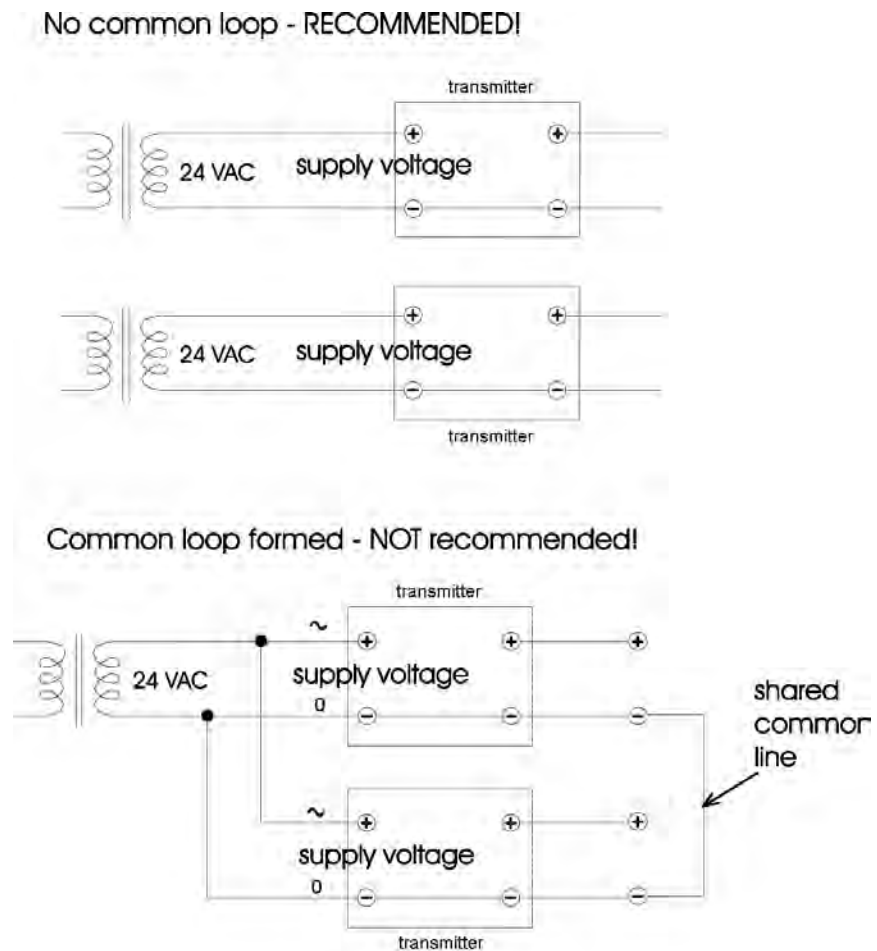 No common loop - RECOMMENDED!
transmitter
+ +
24 VAC supply voltage
- -
+ +
24 VAC supply voltage
- -
transmitter
Common loop formed - NOT recommended!
transmitter
~
+ + +
24 VAC supply voltage
0
- - -
shared
common
line
~
+ + +
supply voltage
0
- - -
transmitter